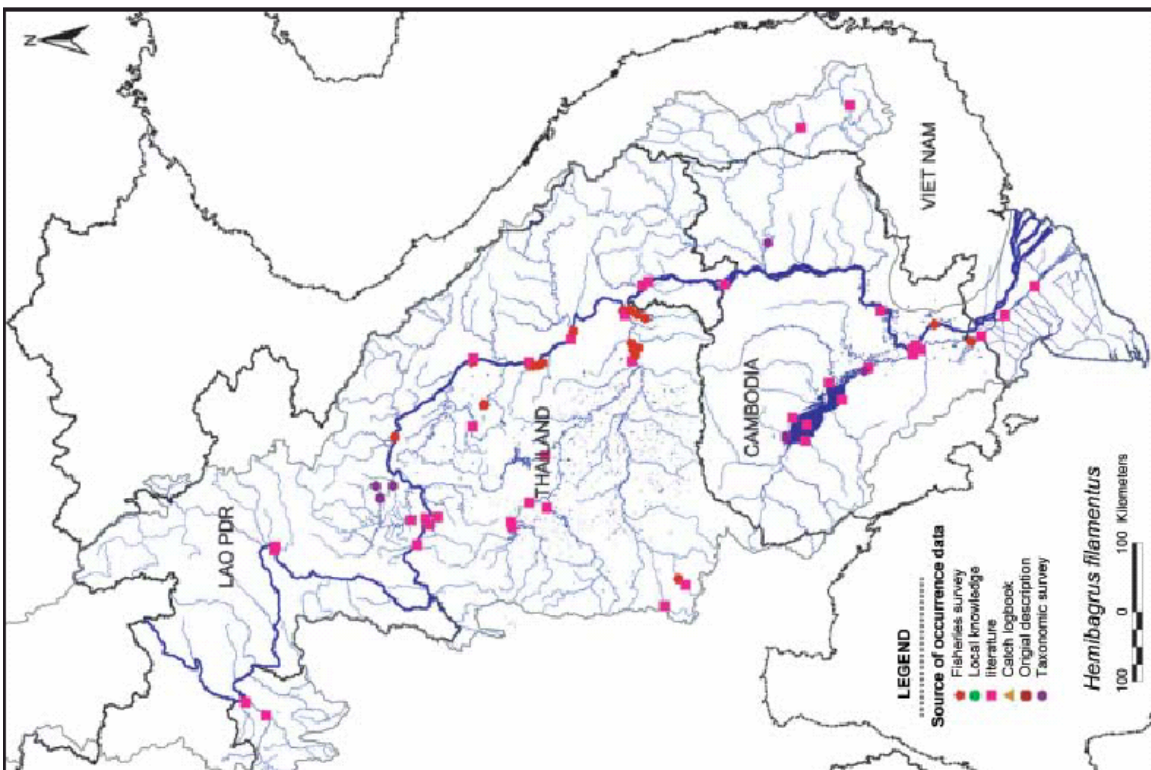 N
LAO PDR
THAILAND
CAMBODIA
VIET NAM
LEGEND
Source of occurrence data
Fisheries survey
Local knowledge
literature
Catch logbook
Origial description
Taxonomic survey
Hemibagrus filamentus
100 0 100 Kilometers